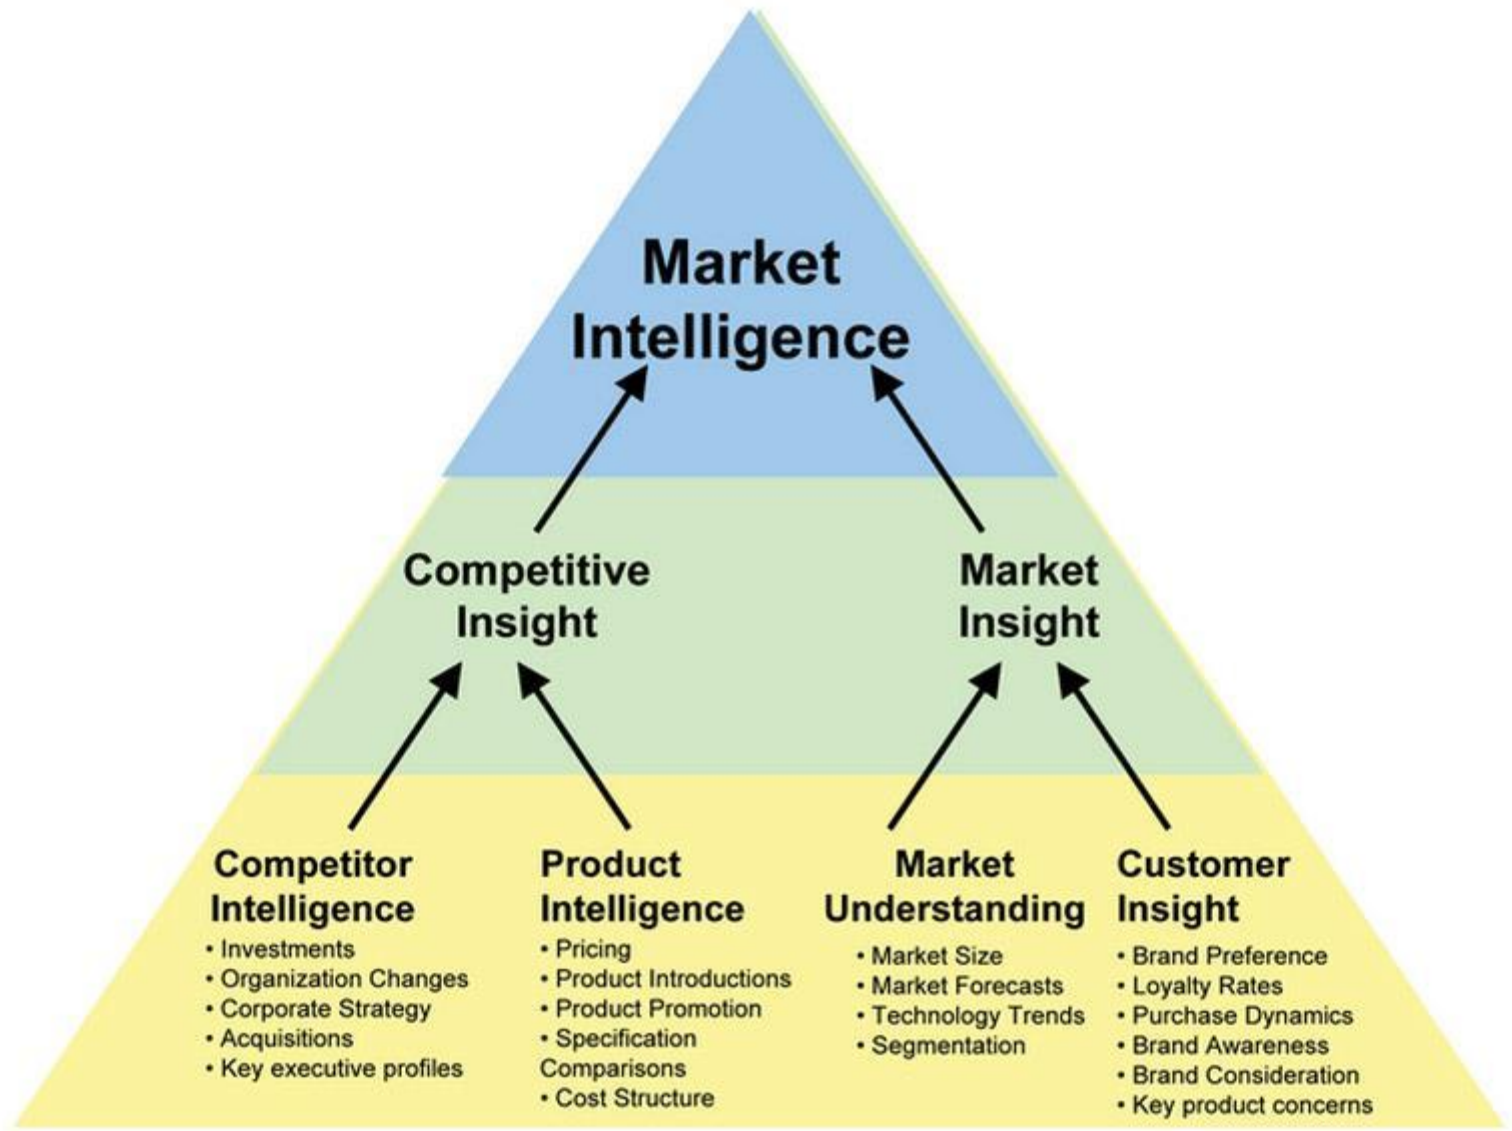 Market
Intelligence
Competitive
Insight
Market
Insight
Competitor
Intelligence
• Investments
• Organization Changes
• Corporate Strategy
• Acquisitions
• Key executive profiles
Product
Intelligence
• Pricing
• Product Introductions
• Product Promotion
• Specification
Comparisons
• Cost Structure
Market
Understanding
• Market Size
• Market Forecasts
• Technology Trends
• Segmentation
Customer
Insight
• Brand Preference
• Loyalty Rates
• Purchase Dynamics
• Brand Awareness
• Brand Consideration
• Key product concerns